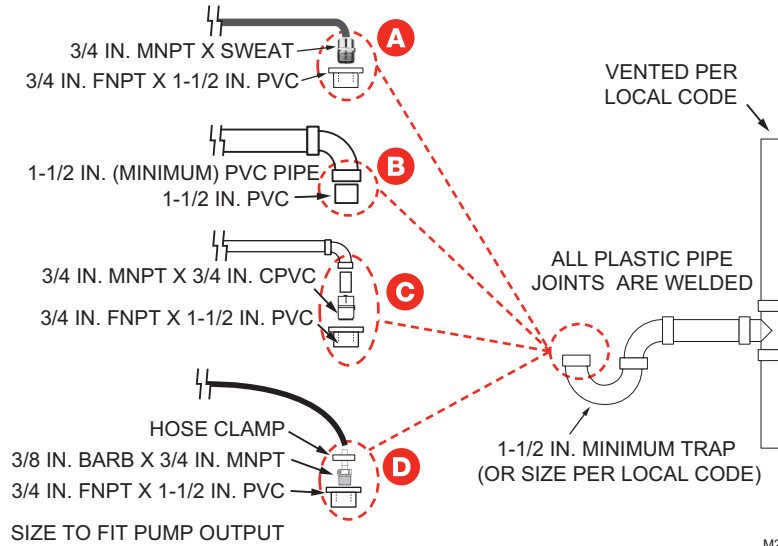 A
3/4 IN. MNPT X SWEAT
3/4 IN. FNPT X 1-1/2 IN. PVC
VENTED PER
LOCAL CODE
B
1-1/2 IN. (MINIMUM) PVC PIPE
1-1/2 IN. PVC
C
3/4 IN. MNPT X 3/4 IN. CPVC
3/4 IN. FNPT X 1-1/2 IN. PVC
ALL PLASTIC PIPE
JOINTS ARE WELDED
D
HOSE CLAMP
3/8 IN. BARB X 3/4 IN. MNPT
3/4 IN. FNPT X 1-1/2 IN. PVC
1-1/2 IN. MINIMUM TRAP
(OR SIZE PER LOCAL CODE)
SIZE TO FIT PUMP OUTPUT